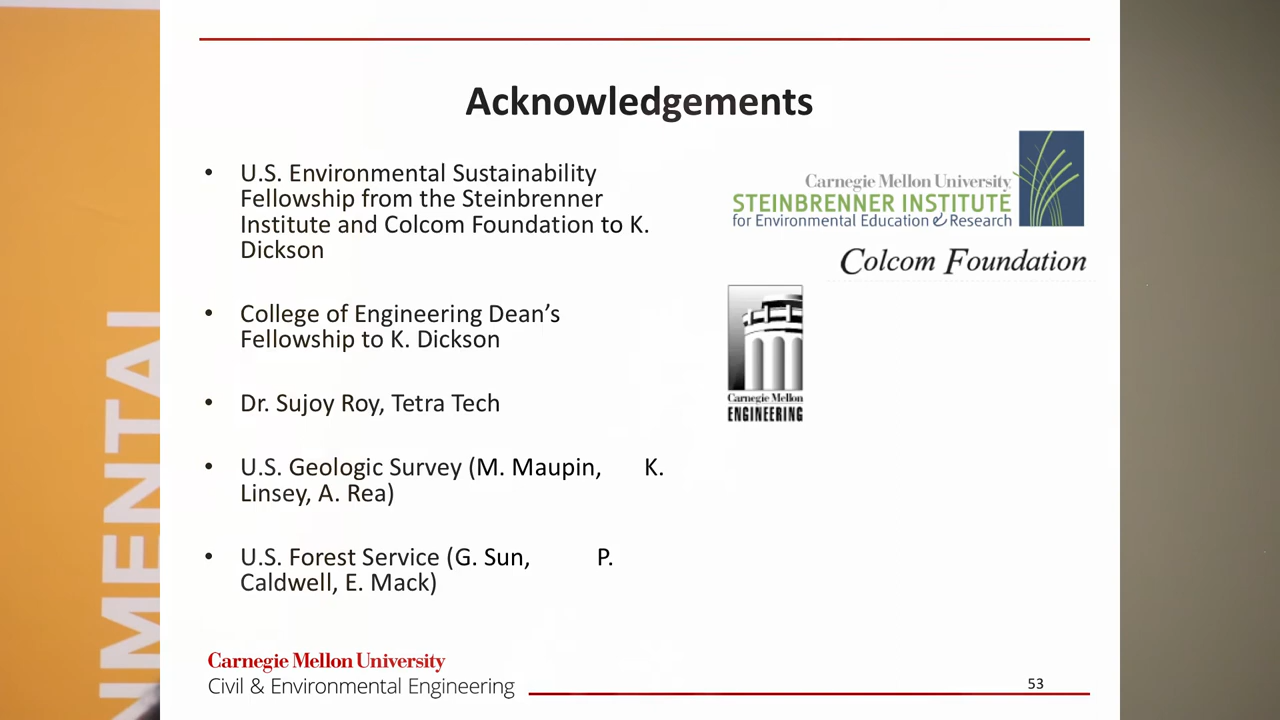 Acknowledgements
• U.S. Environmental Sustainability
Fellowship from the Steinbrenner
Institute and Colcom Foundation to K.
Dickson
• College of Engineering Dean’s
Fellowship to K. Dickson
• Dr. Sujoy Roy, Tetra Tech
• U.S. Geologic Survey (M. Maupin, K.
Linsey, A. Rea)
• U.S. Forest Service (G. Sun, P.
Caldwell, E. Mack)
Carnegie Mellon University
STEINBRENNER INSTITUTE
for Environmental Education & Research
Colcom Foundation
Carnegie Mellon
ENGINEERING
Carnegie Mellon University
Civil & Environmental Engineering
53